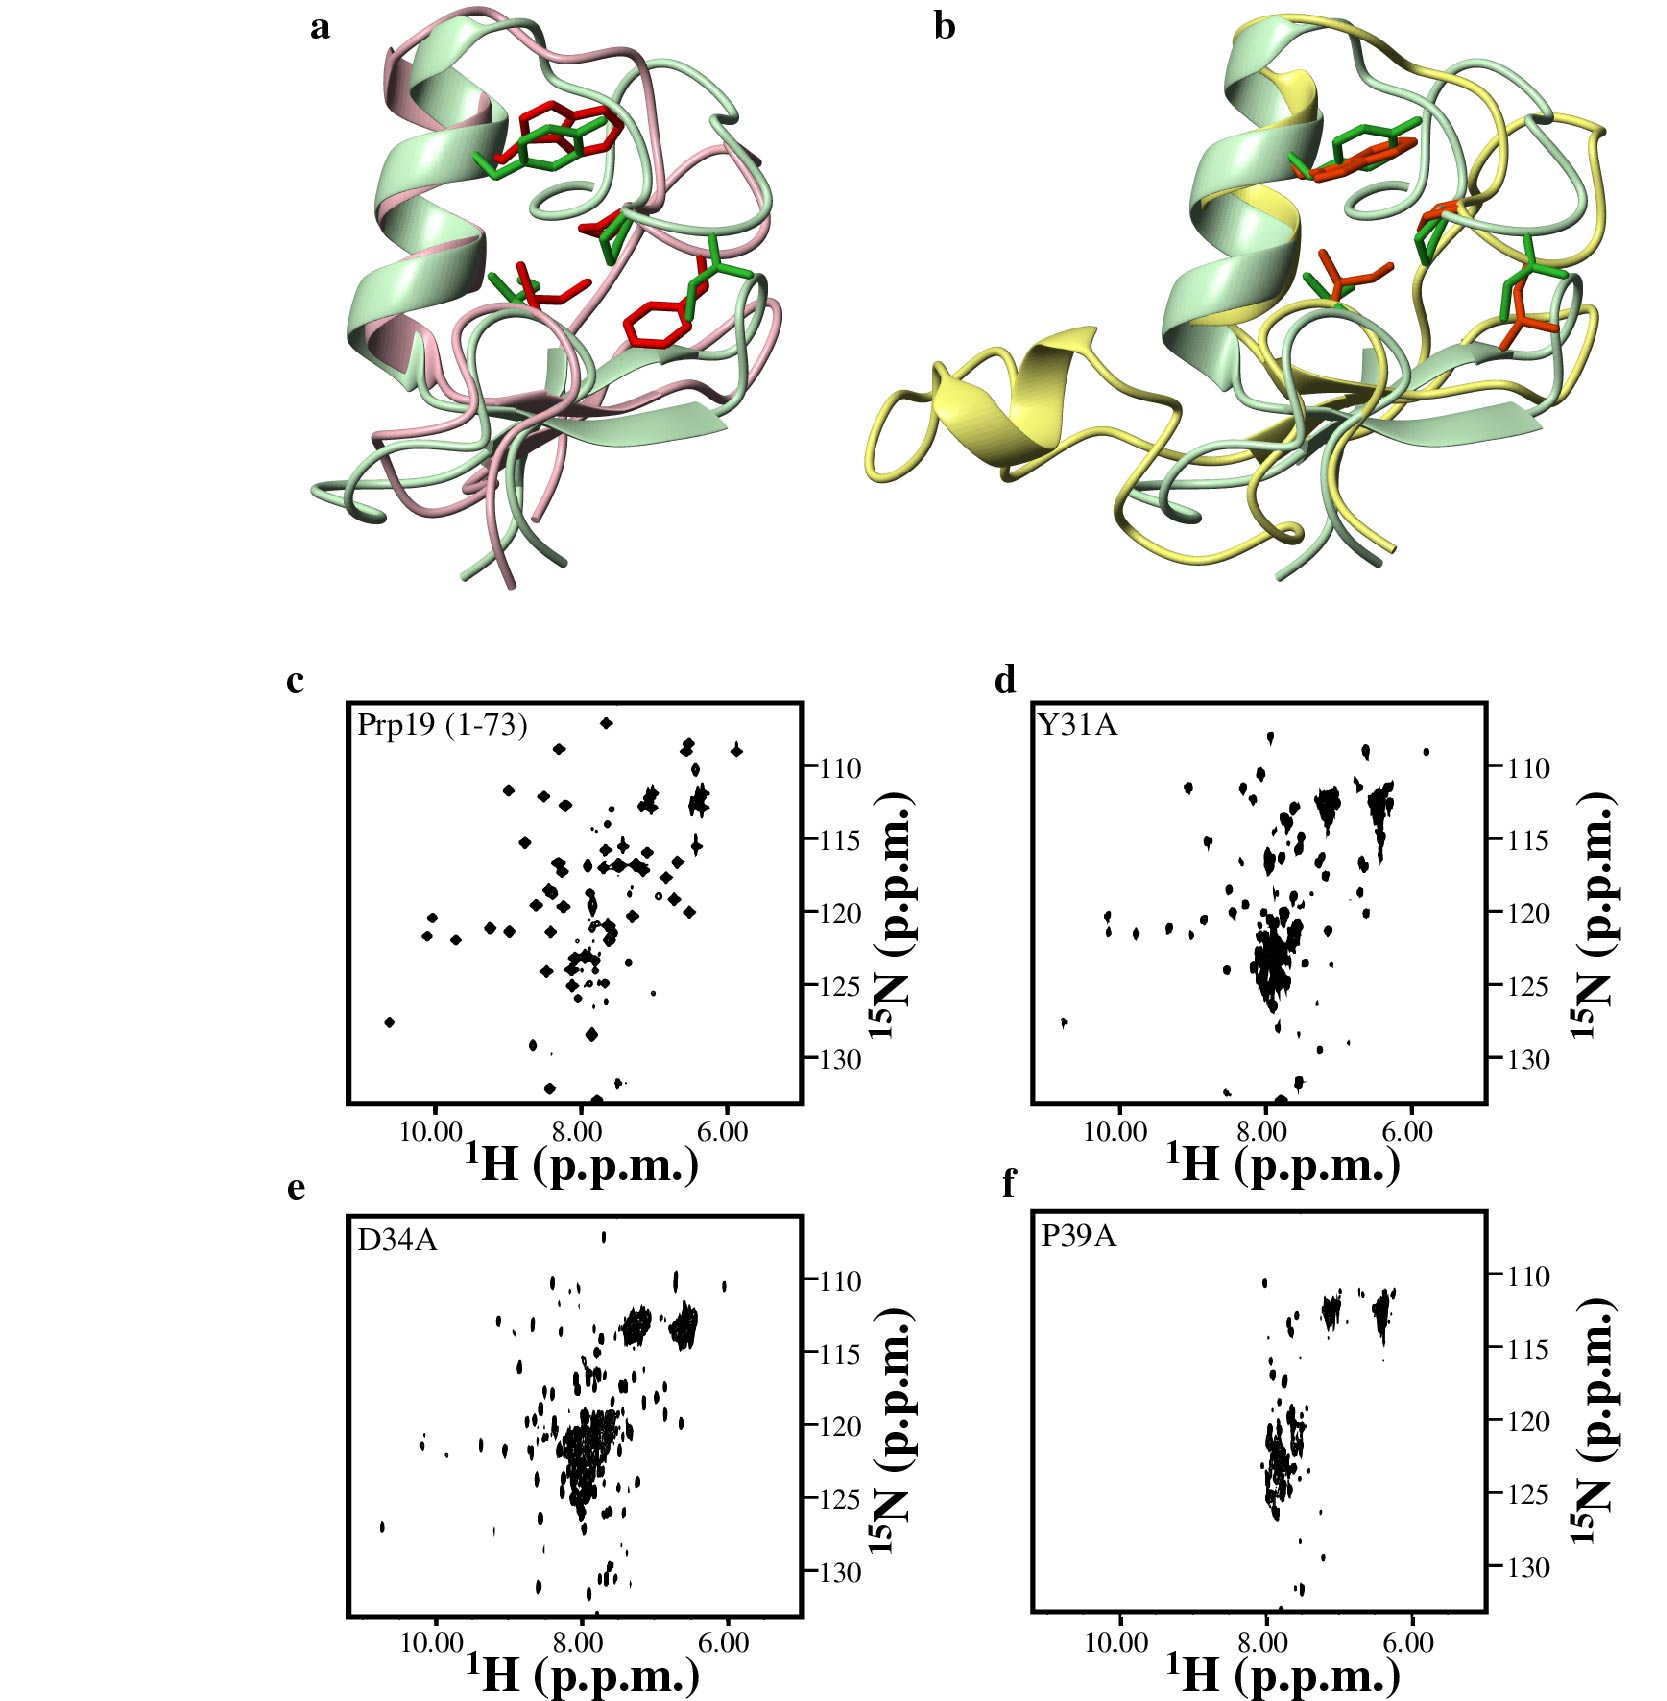 a
b
c
d
Prp19 (1-73)
110
115
120
125
130
15N (p.p.m.)
10.00
8.00
6.00
1H (p.p.m.)
Y31A
110
115
120
125
130
15N (p.p.m.)
10.00
8.00
6.00
1H (p.p.m.)
e
f
D34A
110
115
120
125
130
15N (p.p.m.)
10.00
8.00
6.00
1H (p.p.m.)
P39A
110
115
120
125
130
15N (p.p.m.)
10.00
8.00
6.00
1H (p.p.m.)